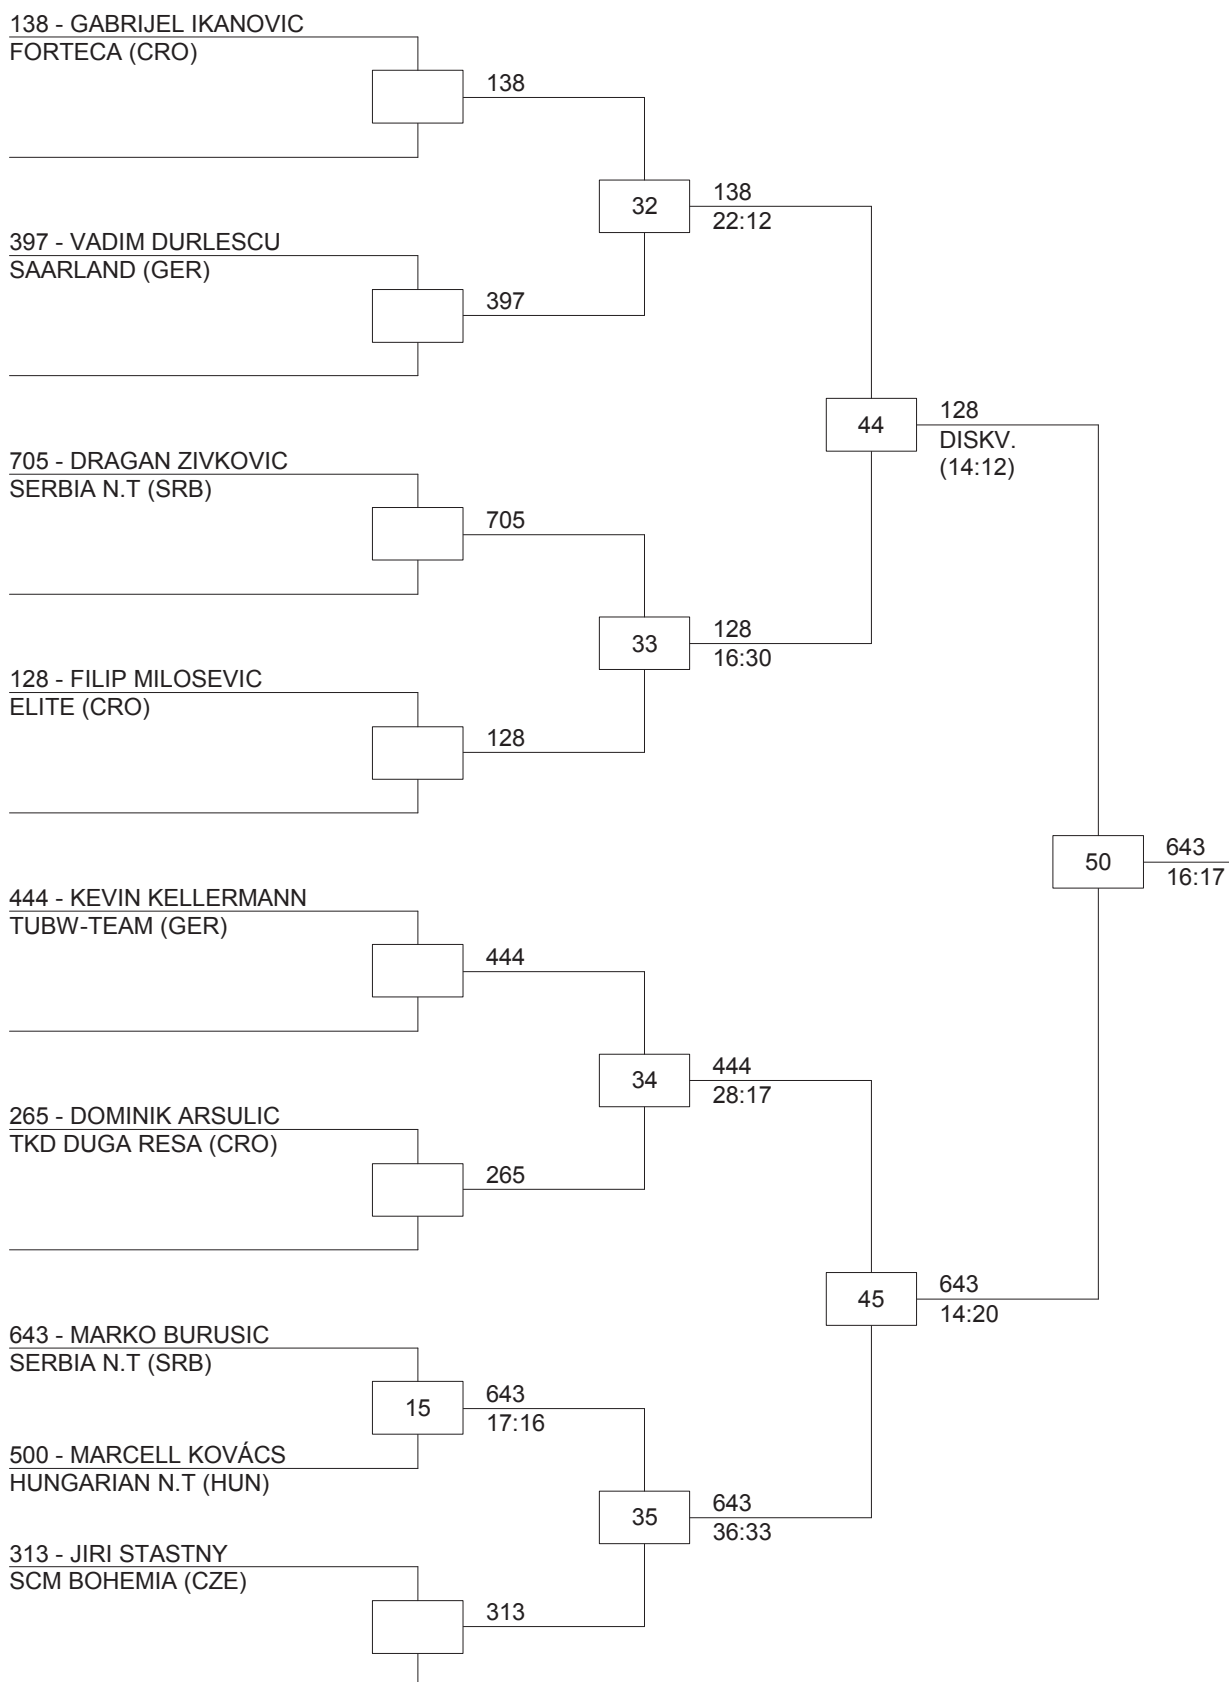 138 - GABRIJEL IKANOVIC
FORTECA (CRO)
138
32
138
22:12
397 - VADIM DURLESCU
SAARLAND (GER)
397
44
128
DISKV.
(14:12)
705 - DRAGAN ZIVKOVIC
SERBIA N.T (SRB)
705
33
128
16:30
128 - FILIP MILOSEVIC
ELITE (CRO)
128
50
643
16:17
444 - KEVIN KELLERMANN
TUBW-TEAM (GER)
444
34
444
28:17
265 - DOMINIK ARSULIC
TKD DUGA RESA (CRO)
265
45
643
14:20
643 - MARKO BURUSIC
SERBIA N.T (SRB)
15
643
17:16
500 - MARCELL KOVÁCS
HUNGARIAN N.T (HUN)
35
643
36:33
313 - JIRI STASTNY
SCM BOHEMIA (CZE)
313